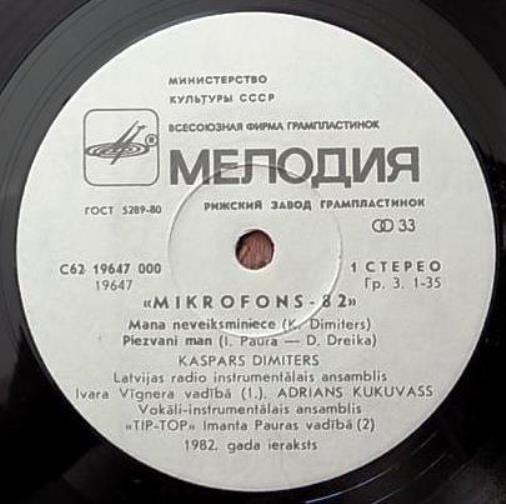 МИНИСТЕРСТВО
КУЛЬТУРЫ СССР
ВСЕСОЮЗНАЯ ФИРМА ГРАМПЛАСТИНОК
МЕЛОДИЯ
ГОСТ 5289-80
РИЖСКИЙ ЗАВОД ГРАМПЛАСТИНОК
33
С62 19647 000
1 СТЕРЕО
19647
Гр. 3. 1-35
«MIKROFONS-82»
Mana neveiksminiece (K. Dimiters)
Piezvani man (I. Paura — D. Dreika)
KASPARS DIMITERS
Latvijas radio instrumentālais ansamblis
Ivara Vīgnera vadībā (1.). ADRIANS KUKUVASS
Vokāli-instrumentālais ansamblis
«TIP-TOP» Imanta Pauras vadībā (2)
1982. gada ieraksts